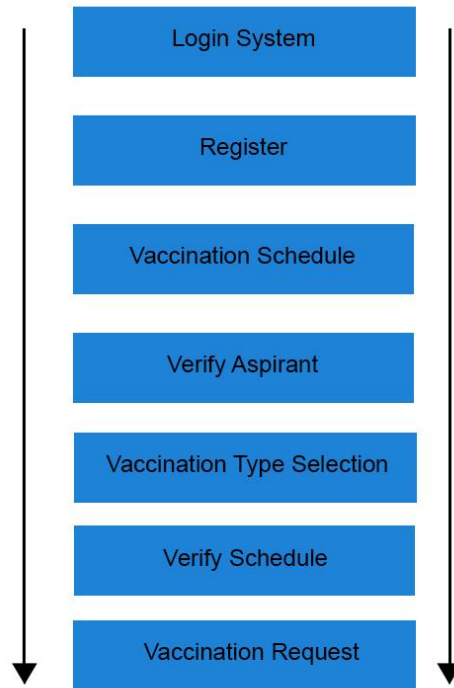 Login System
Register
Vaccination Schedule
Verify Aspirant
Vaccination Type Selection
Verify Schedule
Vaccination Request